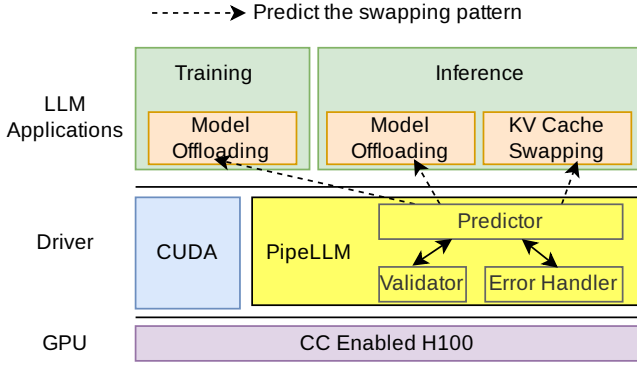 Predict the swapping pattern
Training
Inference
LLM
Applications
Model
Offloading
Model
Offloading
KV Cache
Swapping
Driver
CUDA
PipeLLM
Predictor
Validator
Error Handler
GPU
CC Enabled H100